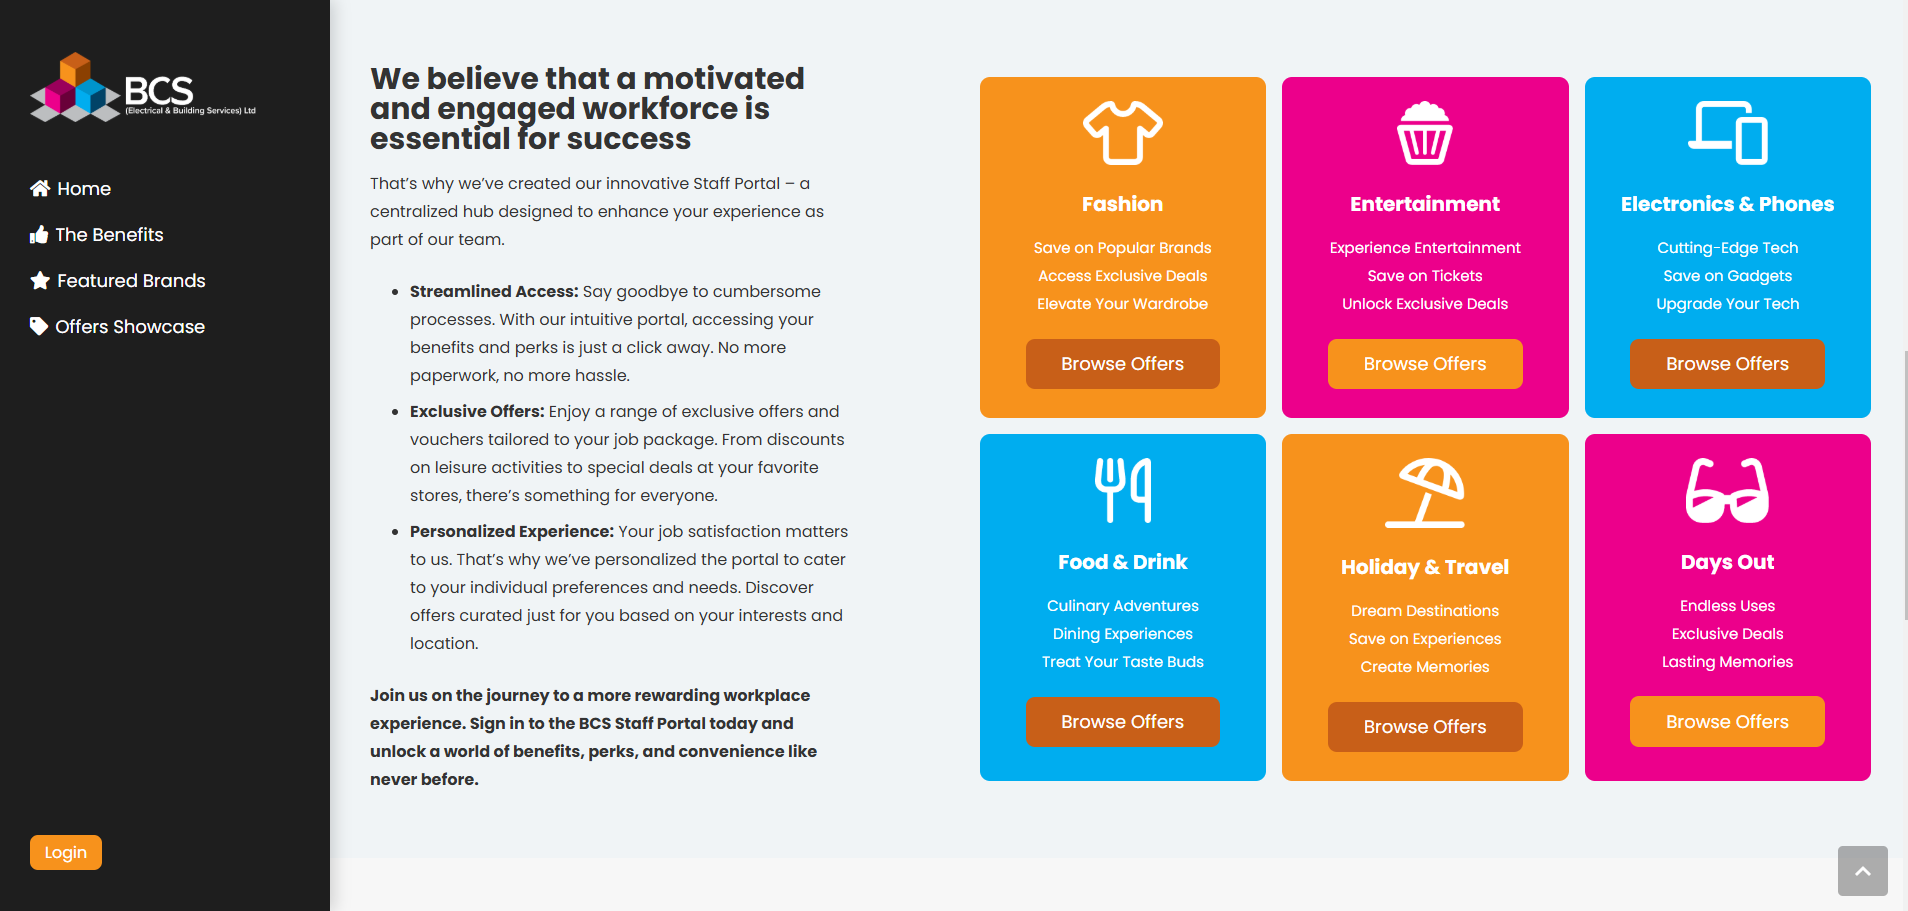 BCS
(Electrical & Building Services) Ltd
Home
The Benefits
Featured Brands
Offers Showcase
Login
We believe that a motivated
and engaged workforce is
essential for success
That’s why we’ve created our innovative Staff Portal – a
centralized hub designed to enhance your experience as
part of our team.
• Streamlined Access: Say goodbye to cumbersome
processes. With our intuitive portal, accessing your
benefits and perks is just a click away. No more
paperwork, no more hassle.
• Exclusive Offers: Enjoy a range of exclusive offers and
vouchers tailored to your job package. From discounts
on leisure activities to special deals at your favorite
stores, there’s something for everyone.
• Personalized Experience: Your job satisfaction matters
to us. That’s why we’ve personalized the portal to cater
to your individual preferences and needs. Discover
offers curated just for you based on your interests and
location.
Join us on the journey to a more rewarding workplace
experience. Sign in to the BCS Staff Portal today and
unlock a world of benefits, perks, and convenience like
never before.
Fashion
Save on Popular Brands
Access Exclusive Deals
Elevate Your Wardrobe
Browse Offers
Entertainment
Experience Entertainment
Save on Tickets
Unlock Exclusive Deals
Browse Offers
Electronics & Phones
Cutting-Edge Tech
Save on Gadgets
Upgrade Your Tech
Browse Offers
Food & Drink
Culinary Adventures
Dining Experiences
Treat Your Taste Buds
Browse Offers
Holiday & Travel
Dream Destinations
Save on Experiences
Create Memories
Browse Offers
Days Out
Endless Uses
Exclusive Deals
Lasting Memories
Browse Offers